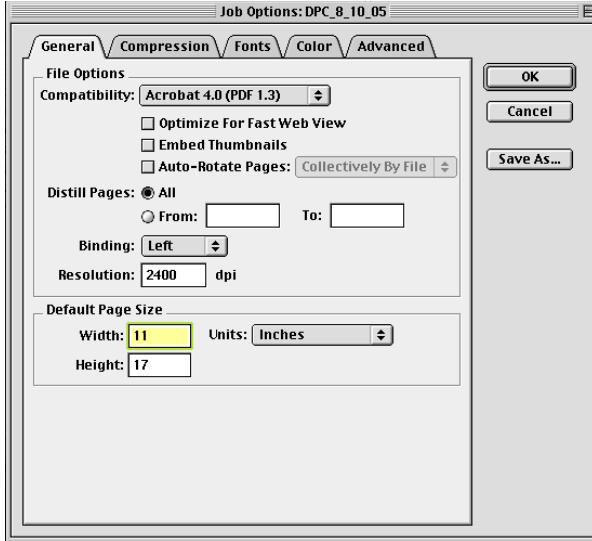 Job Options: DPC_8_10_05
General Compression Fonts Color Advanced
File Options
Compatibility: Acrobat 4.0 (PDF 1.3)
Optimize For Fast Web View
Embed Thumbnails
Auto-Rotate Pages: Collectively By File
Distill Pages: All
From: To:
Binding: Left
Resolution: 2400 dpi
Default Page Size
Width: 11 Units: Inches
Height: 17
OK
Cancel
Save As...